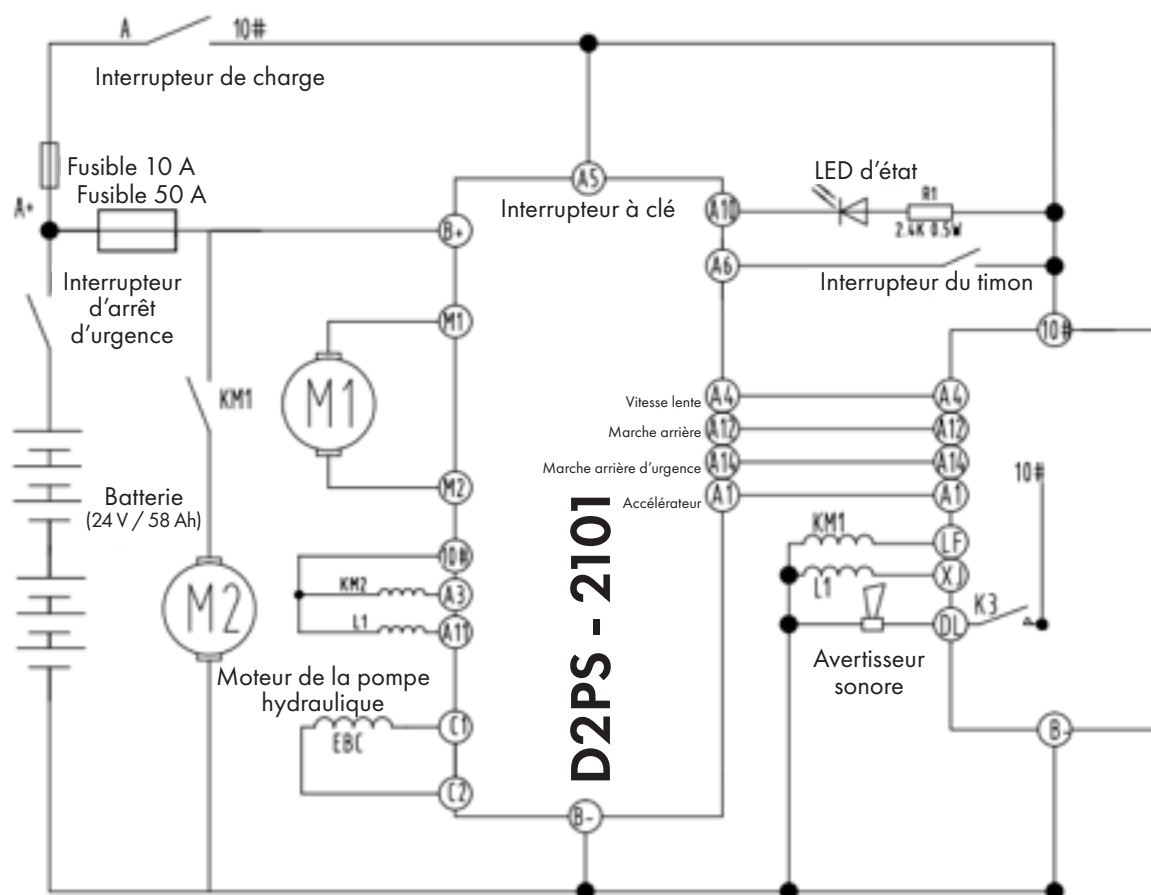 A
10#
Interrupteur de charge
Fusible 10 A
Fusible 50 A
A+
Interrupteur
d'arrêt
d'urgence
KM1
Batterie
(24 V / 58 Ah)
M2
Moteur de la pompe
hydraulique
M1
A5
Interrupteur à clé
B+
M1
M2
10#
KM2
A3
L1
A11
EBC
C1
C2
B-
D2PS - 2101
A10
LED d'état
R1
2.4K 0.5W
A6
Interrupteur du timon
10#
Vitesse lente
A4
A4
Marche arrière
A12
A12
Marche arrière d'urgence
A14
A14
Accélérateur
A1
A1
10#
KM1
LF
L1
XJ
DL
K3
Avertisseur
sonore
B-